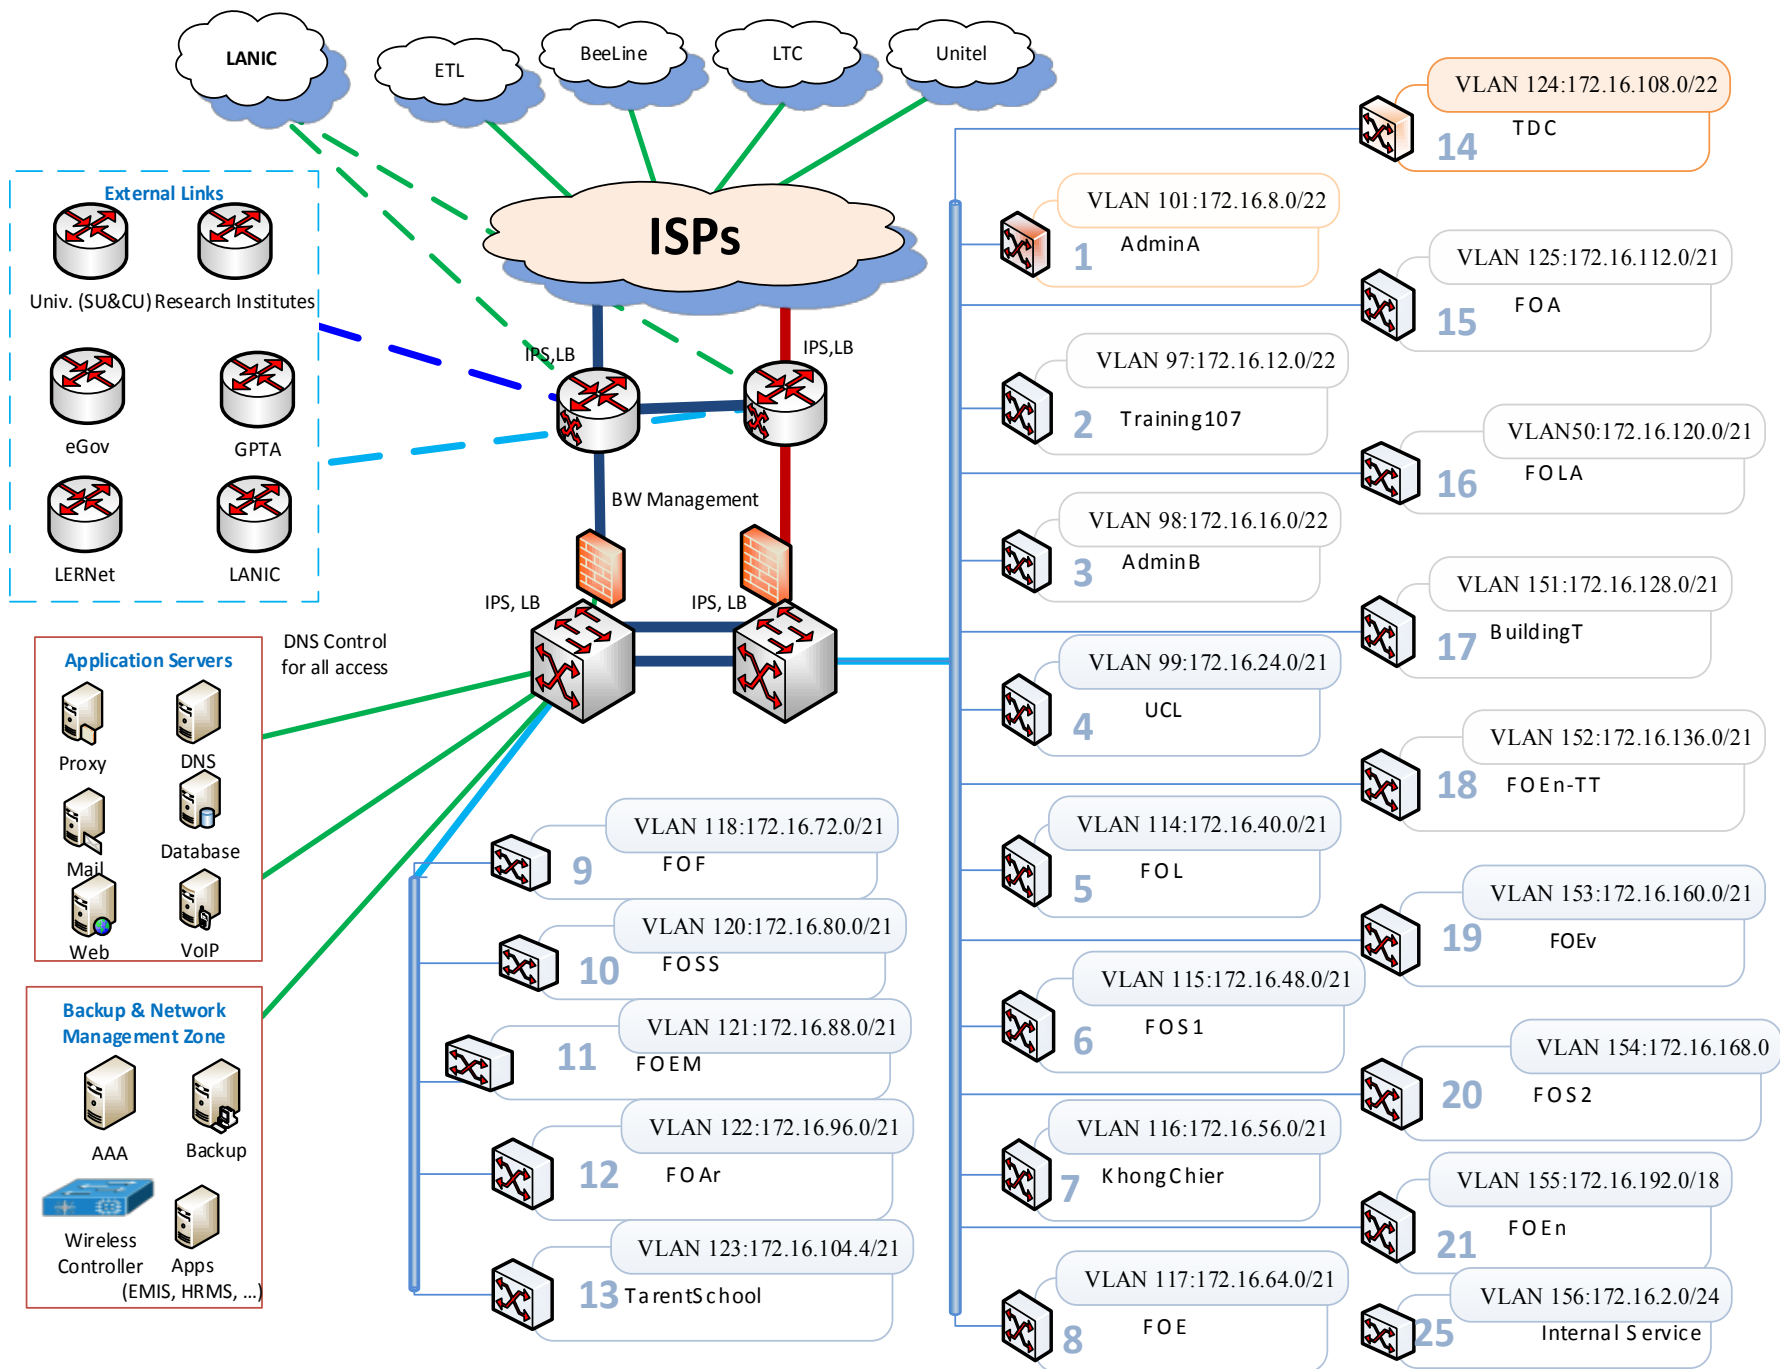 LANIC
ETL
BeeLine
LTC
Unitel
ISPs
External Links
Univ. (SU&CU)
Research Institutes
eGov
GPTA
LERNet
LANIC
IPS,LB
IPS,LB
BW Management
IPS, LB
IPS, LB
DNS Control
for all access
Application Servers
Proxy
DNS
Mail
Database
Web
VoIP
Backup & Network
Management Zone
AAA
Backup
Wireless
Controller
Apps
(EMIS, HRMS, ...)
VLAN 118:172.16.72.0/21
9
FOF
VLAN 120:172.16.80.0/21
10
FOSS
VLAN 121:172.16.88.0/21
11
FOEM
VLAN 122:172.16.96.0/21
12
FOAr
VLAN 123:172.16.104.4/21
13
TarentSchool
VLAN 101:172.16.8.0/22
1
AdminA
VLAN 97:172.16.12.0/22
2
Training107
VLAN 98:172.16.16.0/22
3
AdminB
VLAN 99:172.16.24.0/21
4
UCL
VLAN 114:172.16.40.0/21
5
FOL
VLAN 115:172.16.48.0/21
6
FOS1
VLAN 116:172.16.56.0/21
7
KhongChier
VLAN 117:172.16.64.0/21
8
FOE
VLAN 124:172.16.108.0/22
14
TDC
VLAN 125:172.16.112.0/21
15
FOA
VLAN50:172.16.120.0/21
16
FOLA
VLAN 151:172.16.128.0/21
17
BuildingT
VLAN 152:172.16.136.0/21
18
FOEn-TT
VLAN 153:172.16.160.0/21
19
FOEv
VLAN 154:172.16.168.0
20
FOS2
VLAN 155:172.16.192.0/18
21
FOEn
VLAN 156:172.16.2.0/24
25
Internal Service